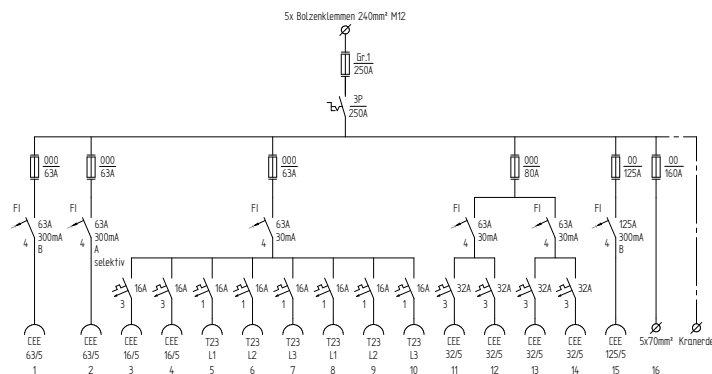 5x Bolzenklemmen 240mm² M12
Gr.1
250A
3P
250A
000
63A
000
63A
000
63A
000
80A
00
125A
00
160A
FI
63A
300mA
4
B
FI
63A
300mA
4
A
selektiv
FI
63A
30mA
4
FI
63A
30mA
4
FI
63A
30mA
4
FI
125A
300mA
4
B
16A
3
16A
3
16A
1
16A
1
16A
1
16A
1
16A
1
16A
1
32A
3
32A
3
32A
3
32A
3
CEE CEE CEE CEE T23 T23 T23 T23 T23 T23 CEE CEE CEE CEE CEE 5x70mm² Kranerde
63/5 63/5 16/5 16/5 L1 L2 L3 L1 L2 L3 32/5 32/5 32/5 32/5 125/5
1 2 3 4 5 6 7 8 9 10 11 12 13 14 15 16